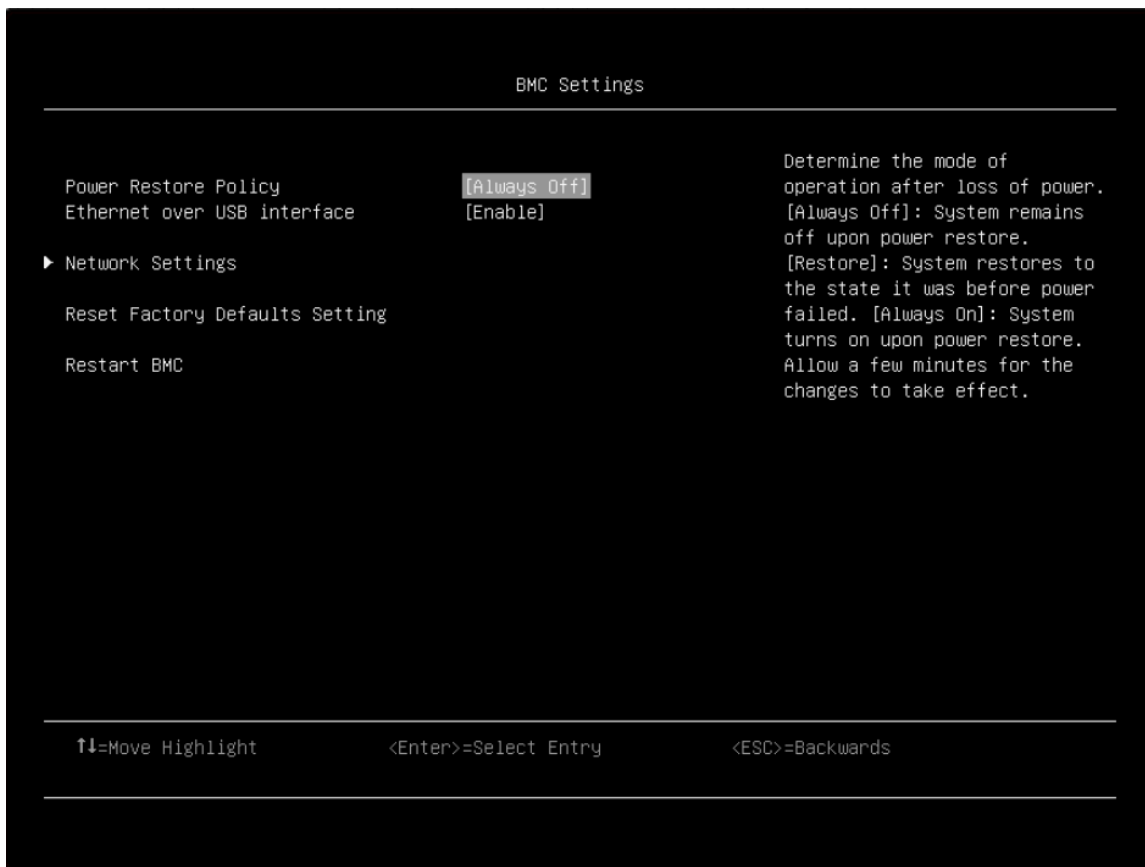 BMC Settings
Power Restore Policy [Always Off]
Ethernet over USB interface [Enable]
Network Settings
Reset Factory Defaults Setting
Restart BMC
Determine the mode of
operation after loss of power.
[Always Off]: System remains
off upon power restore.
[Restore]: System restores to
the state it was before power
failed. [Always On]: System
turns on upon power restore.
Allow a few minutes for the
changes to take effect.
↑↓=Move Highlight <Enter>=Select Entry <ESC>=Backwards